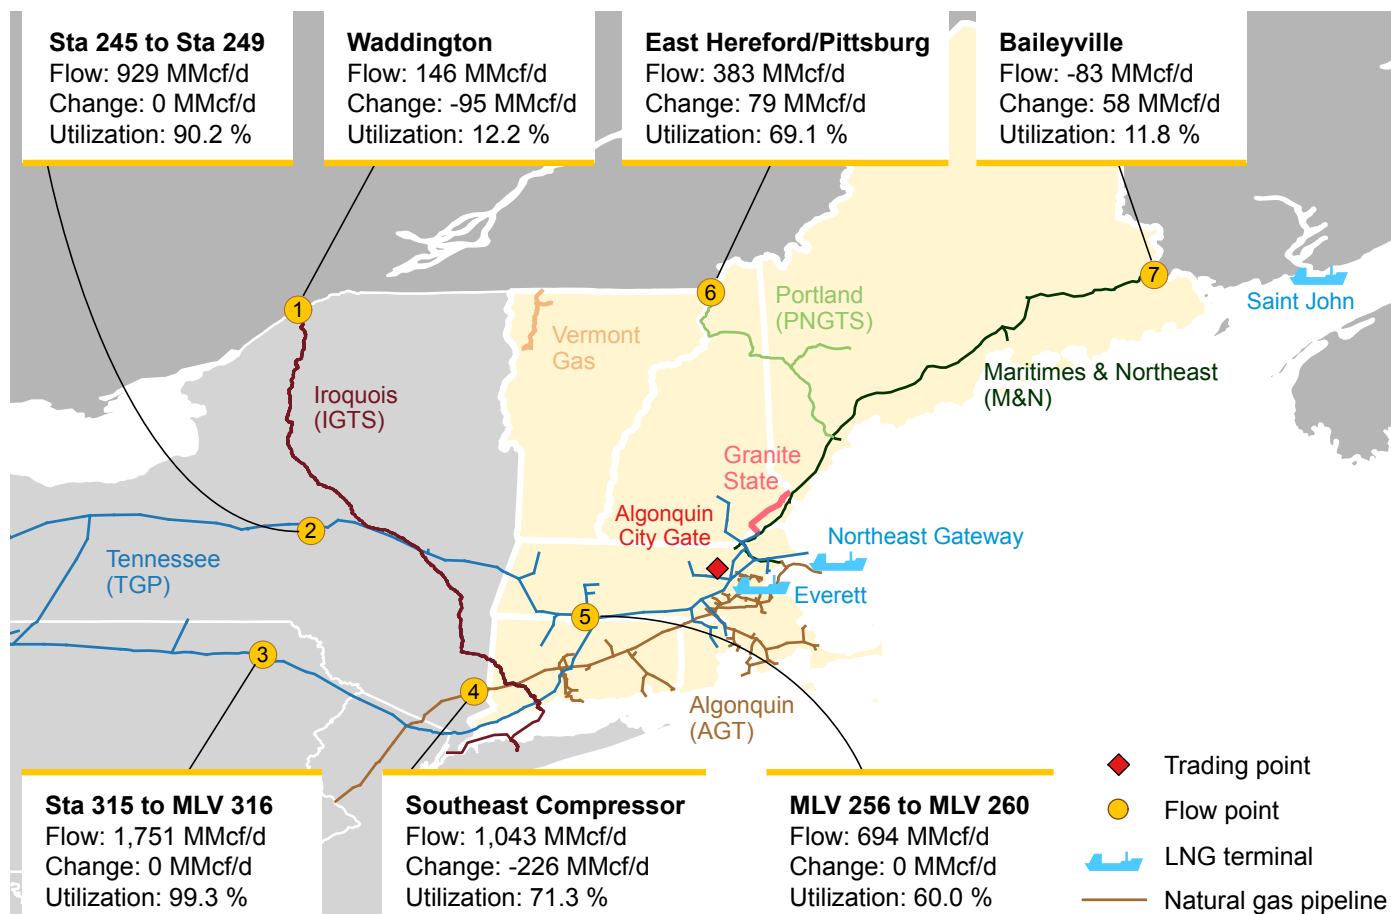 Sta 245 to Sta 249
Flow: 929 MMcf/d
Change: 0 MMcf/d
Utilization: 90.2 %
Waddington
Flow: 146 MMcf/d
Change: -95 MMcf/d
Utilization: 12.2 %
East Hereford/Pittsburg
Flow: 383 MMcf/d
Change: 79 MMcf/d
Utilization: 69.1 %
Baileyville
Flow: -83 MMcf/d
Change: 58 MMcf/d
Utilization: 11.8 %
1
6
7
Portland
(PNGTS)
Saint John
Vermont
Gas
Iroquois
(IGTS)
Maritimes & Northeast
(M&N)
Granite
State
Algonquin
City Gate
2
Northeast Gateway
Tennessee
(TGP)
Everett
5
3
4
Algonquin
(AGT)
Sta 315 to MLV 316
Flow: 1,751 MMcf/d
Change: 0 MMcf/d
Utilization: 99.3 %
Southeast Compressor
Flow: 1,043 MMcf/d
Change: -226 MMcf/d
Utilization: 71.3 %
MLV 256 to MLV 260
Flow: 694 MMcf/d
Change: 0 MMcf/d
Utilization: 60.0 %
Trading point
Flow point
LNG terminal
Natural gas pipeline